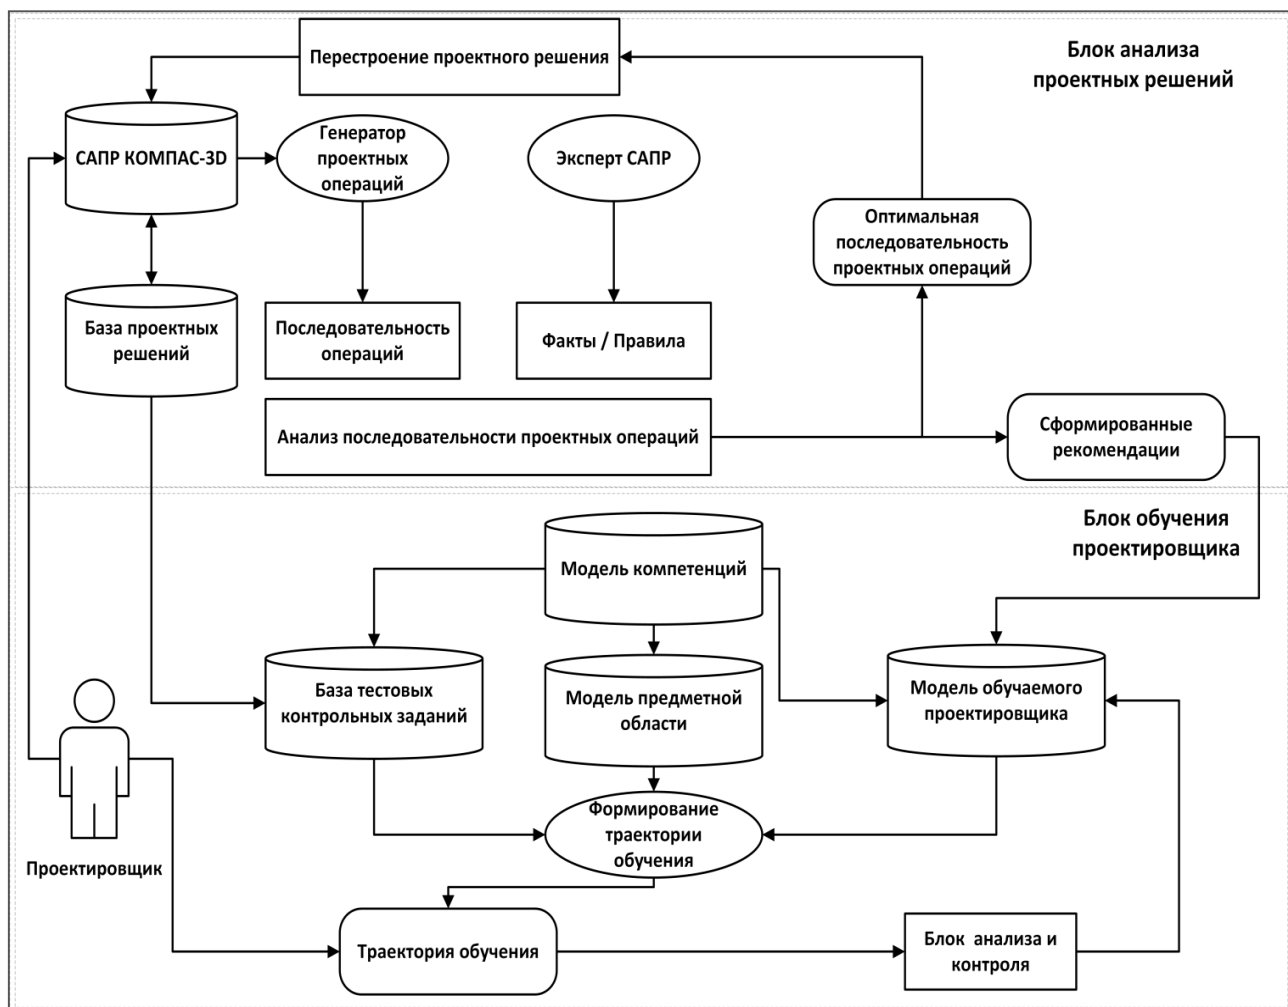 Перестроение проектного решения
Блок анализа
проектных решений
САПР КОМПАС-3D
Генератор
проектных
операций
Эксперт САПР
Оптимальная
последовательность
проектных операций
База проектных
решений
Последовательность
операций
Факты / Правила
Анализ последовательности проектных операций
Сформированные
рекомендации
Блок обучения
проектировщика
Модель компетенций
База тестовых
контрольных заданий
Модель предметной
области
Модель обучаемого
проектировщика
Формирование
траектории
обучения
Проектировщик
Траектория обучения
Блок анализа и
контроля